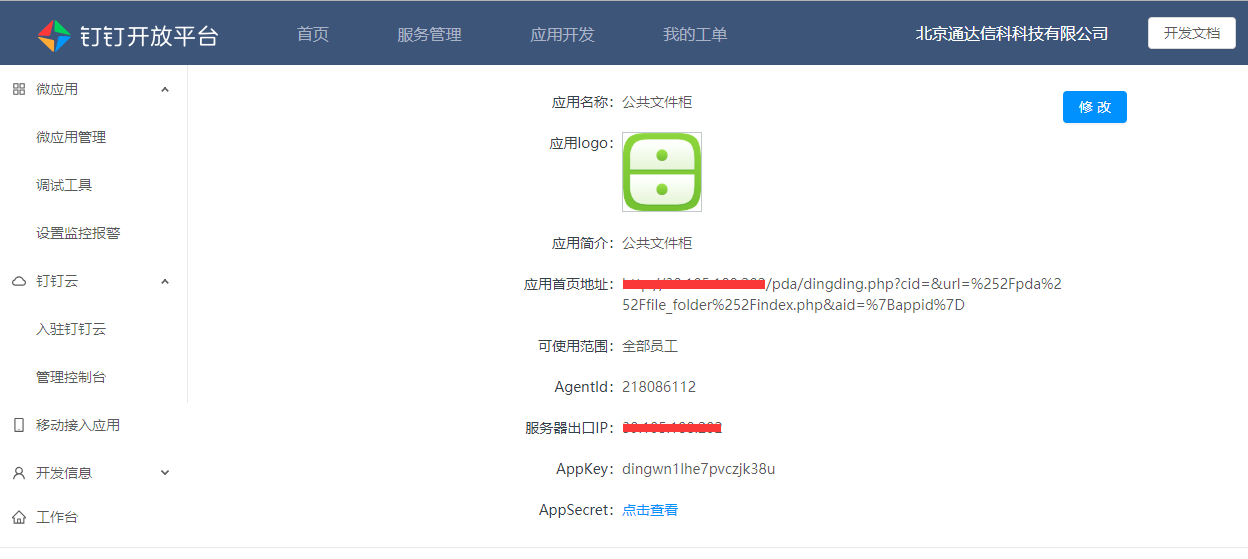 钉钉开放平台 首页 服务管理 应用开发 我的工单 北京通达信科科技有限公司 开发文档
微应用
微应用管理
调试工具
设置监控报警
钉钉云
入驻钉钉云
管理控制台
移动接入应用
开发信息
工作台
应用名称： 公共文件柜 修 改
应用logo：
应用简介： 公共文件柜
应用首页地址： /pda/dingding.php?cid=&url=%252Fpda%2
52Ffile_folder%252Findex.php&aid=%7Bappid%7D
可使用范围： 全部员工
AgentId： 218086112
服务器出口IP：
AppKey： dingwn1lhe7pvczjk38u
AppSecret： 点击查看